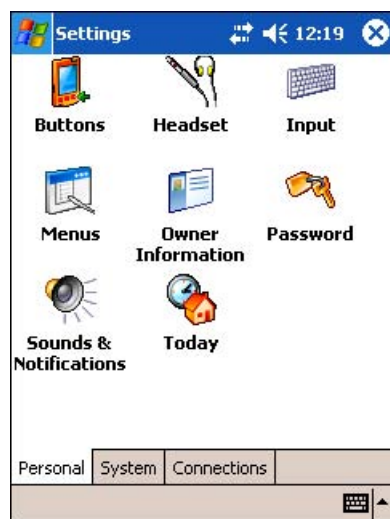 Settings 12:19
Buttons Headset Input
Menus Owner Information Password
Sounds & Notifications Today
Personal System Connections